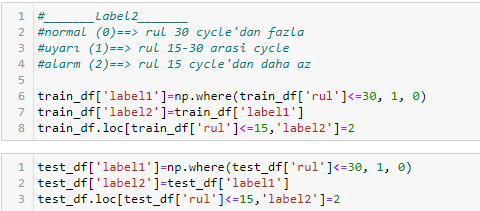 1 #_______Label2_______
2 #normal (0)==> rul 30 cycle'dan fazla
3 #uyarı (1)==> rul 15-30 arasi cycle
4 #alarm (2)==> rul 15 cycle'dan daha az
5
6 train_df['label1']=np.where(train_df['rul']<=30, 1, 0)
7 train_df['label2']=train_df['label1']
8 train_df.loc[train_df['rul']<=15,'label2']=2
1 test_df['label1']=np.where(test_df['rul']<=30, 1, 0)
2 test_df['label2']=test_df['label1']
3 test_df.loc[test_df['rul']<=15,'label2']=2